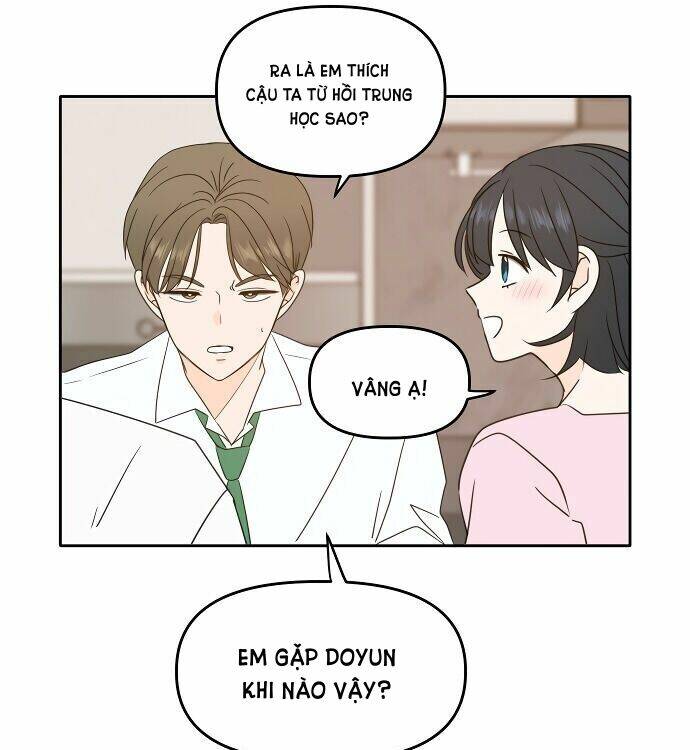 RA LÀ EM THÍCH
CẬU TA TỪ HỒI TRUNG
HỌC SAO?
VÂNG Ạ!
EM GẶP DOYUN
KHI NÀO VẬY?